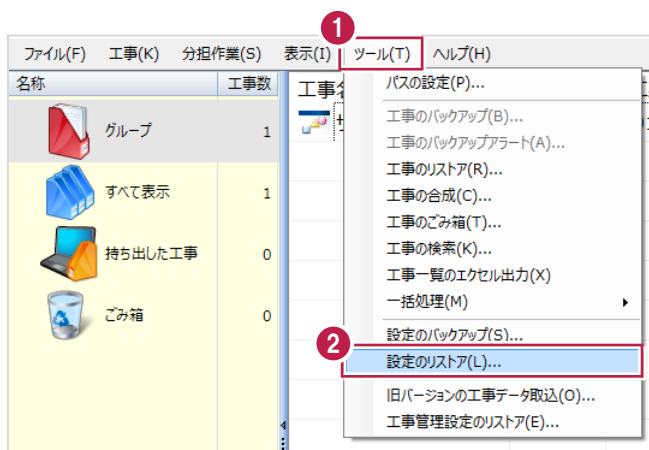 1
ファイル(F) 工事(K) 分担作業(S) 表示(I) ツール(T) ヘルプ(H)
名称 工事数
グループ 1
すべて表示 1
持ち出した工事 0
ごみ箱 0
工事
パスの設定(P)...
工事のバックアップ(B)...
工事のバックアップアラート(A)...
工事のリストア(R)...
工事の合成(C)...
工事のごみ箱(T)...
工事の検索(K)...
工事一覧のエクセル出力(X)
一括処理(M)
設定のバックアップ(S)...
2
設定のリストア(L)...
旧バージョンの工事データ取込(O)...
工事管理設定のリストア(E)...